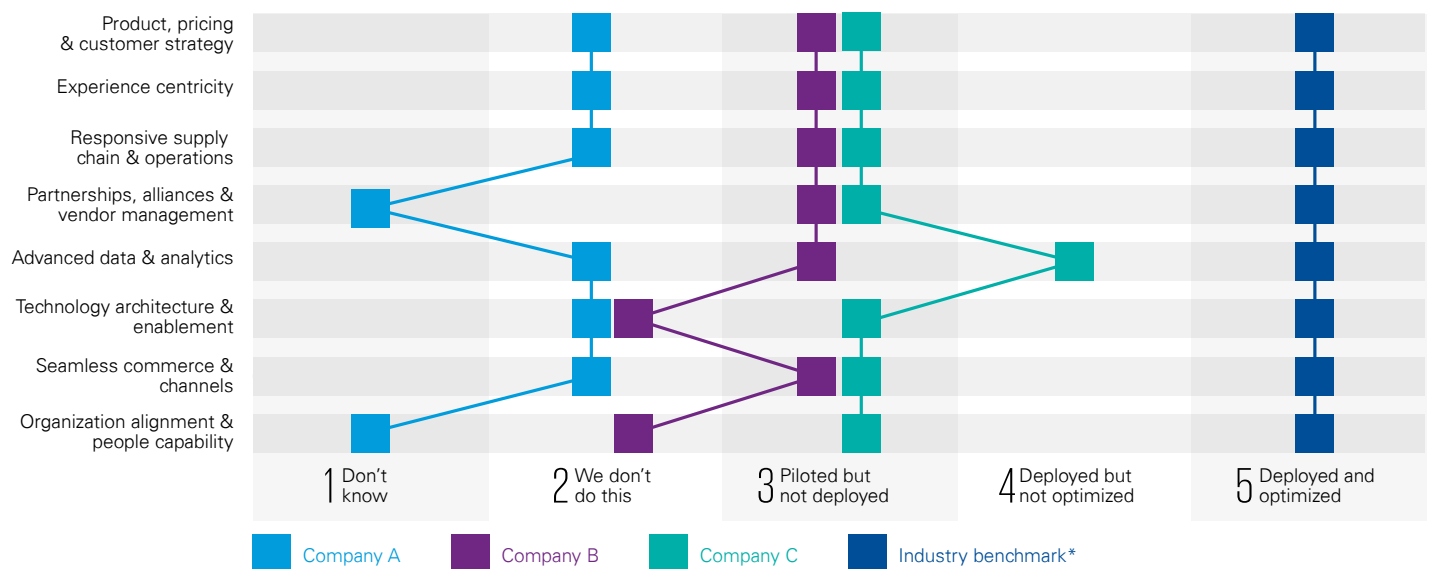 Product, pricing
& customer strategy
Experience centricity
Responsive supply
chain & operations
Partnerships, alliances &
vendor management
Advanced data & analytics
Technology architecture &
enablement
Seamless commerce &
channels
Organization alignment &
people capability
1 Don't
know
2 We don't
do this
3 Piloted but
not deployed
4 Deployed but
not optimized
5 Deployed and
optimized
Company A
Company B
Company C
Industry benchmark*